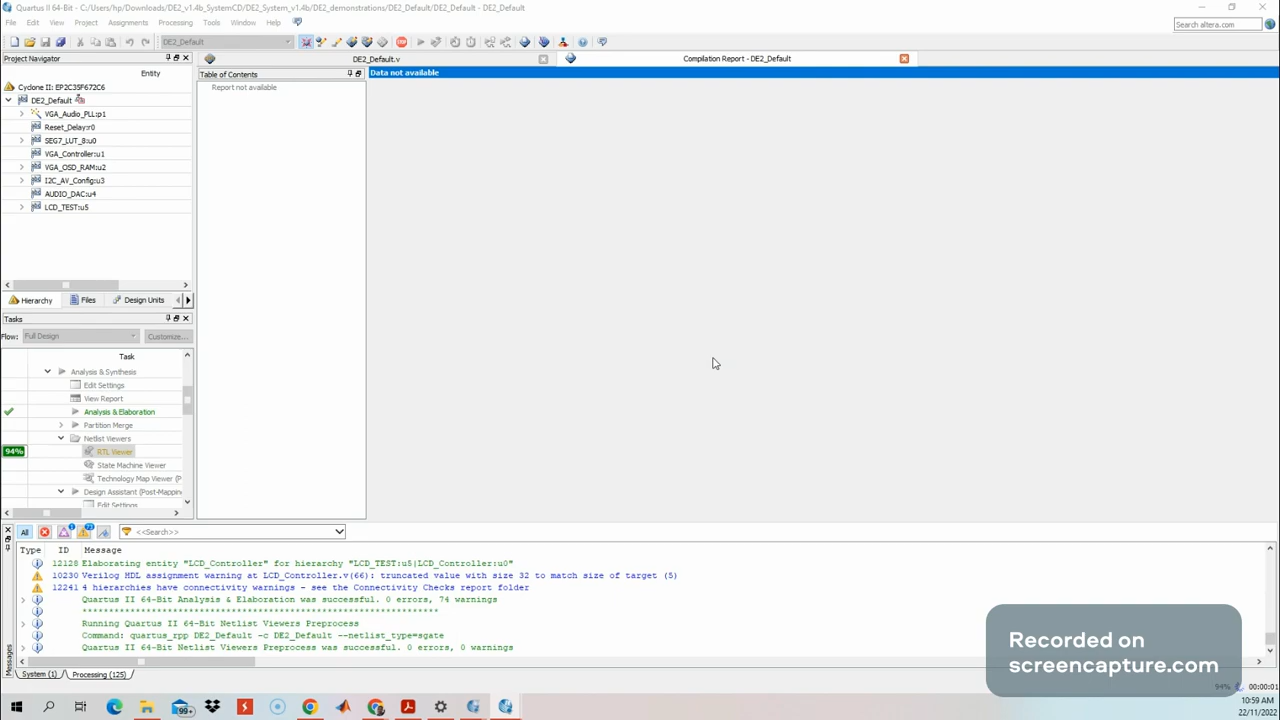 Quartus II 64-Bit - C:/Users/hp/Downloads/DE2_v1.4b_SystemCD/DE2_System_v1.4b/DE2_demonstrations/DE2_Default/DE2_Default - DE2_Default
File Edit View Project Assignments Processing Tools Window Help
Search altera.com
DE2_Default
Project Navigator
DE2_Default.v
Compilation Report - DE2_Default
Entity
Table of Contents
Data not available
Cyclone II: EP2C35F672C6
Report not available
DE2_Default
VGA_Audio_PLL:p1
Reset_Delay:r0
SEG7_LUT_8:u0
VGA_Controller:u1
VGA_OSD_RAM:u2
I2C_AV_Config:u3
AUDIO_DAC:u4
LCD_TEST:u5
Hierarchy Files Design Units
Tasks
Flow: Full Design Customize...
Task
Analysis & Synthesis
Edit Settings
View Report
Analysis & Elaboration
Partition Merge
Netlist Viewers
94% RTL Viewer
State Machine Viewer
Technology Map Viewer (P
Design Assistant (Post-Mapping
Edit Settings
All <<Search>>
Type ID Message
12128 Elaborating entity "LCD_Controller" for hierarchy "LCD_TEST:u5|LCD_Controller:u0"
10230 Verilog HDL assignment warning at LCD_Controller.v(66): truncated value with size 32 to match size of target (5)
12241 4 hierarchies have connectivity warnings - see the Connectivity Checks report folder
Quartus II 64-Bit Analysis & Elaboration was successful. 0 errors, 74 warnings
*******************************************************************
Running Quartus II 64-Bit Netlist Viewers Preprocess
Command: quartus_rpp DE2_Default -c DE2_Default --netlist_type=sgate
Quartus II 64-Bit Netlist Viewers Preprocess was successful. 0 errors, 0 warnings
Messages
System (1) Processing (125)
Recorded on
screencapture.com
94% 00:00:01
99+
10:59 AM
22/11/2022